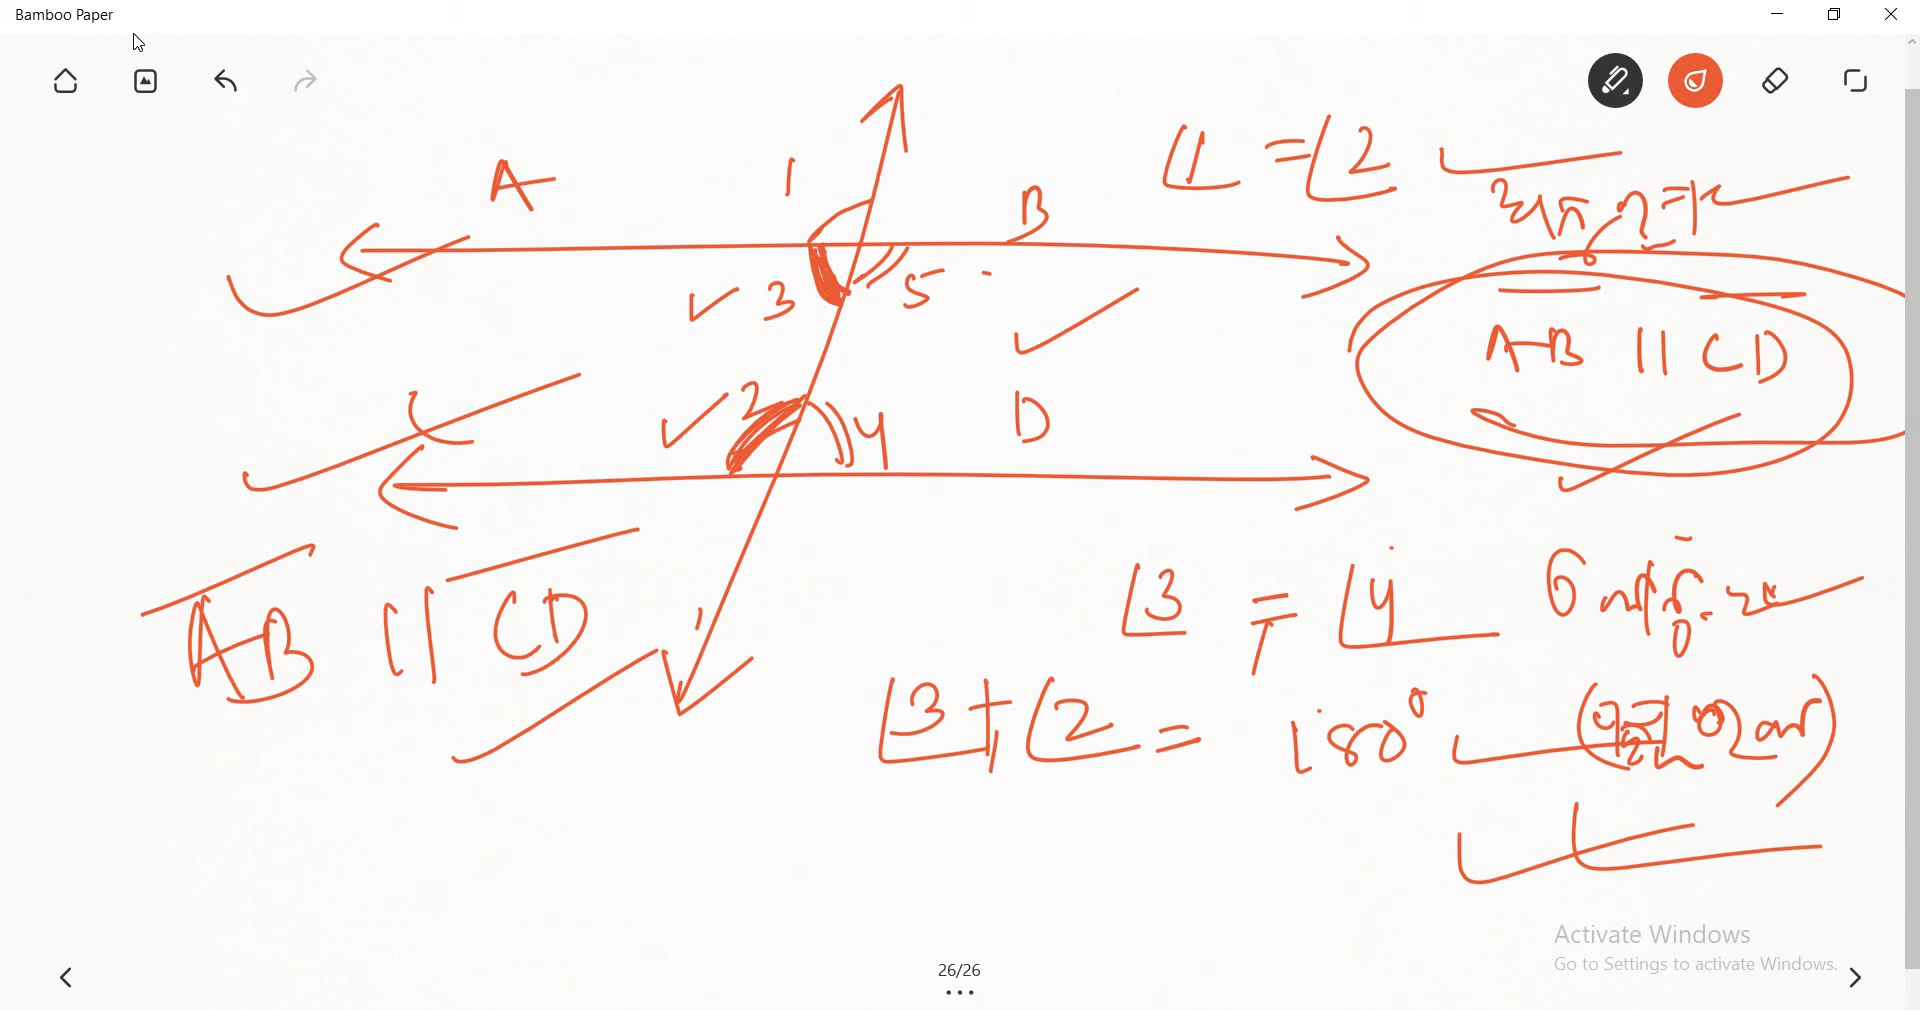 Bamboo Paper
A
1
B
∠1 = ∠2
3
5
AB || CD
2
4
D
C
AB || CD
∠3 = ∠4
∠3 + ∠2 = 180°
Activate Windows
Go to Settings to activate Windows.
26/26